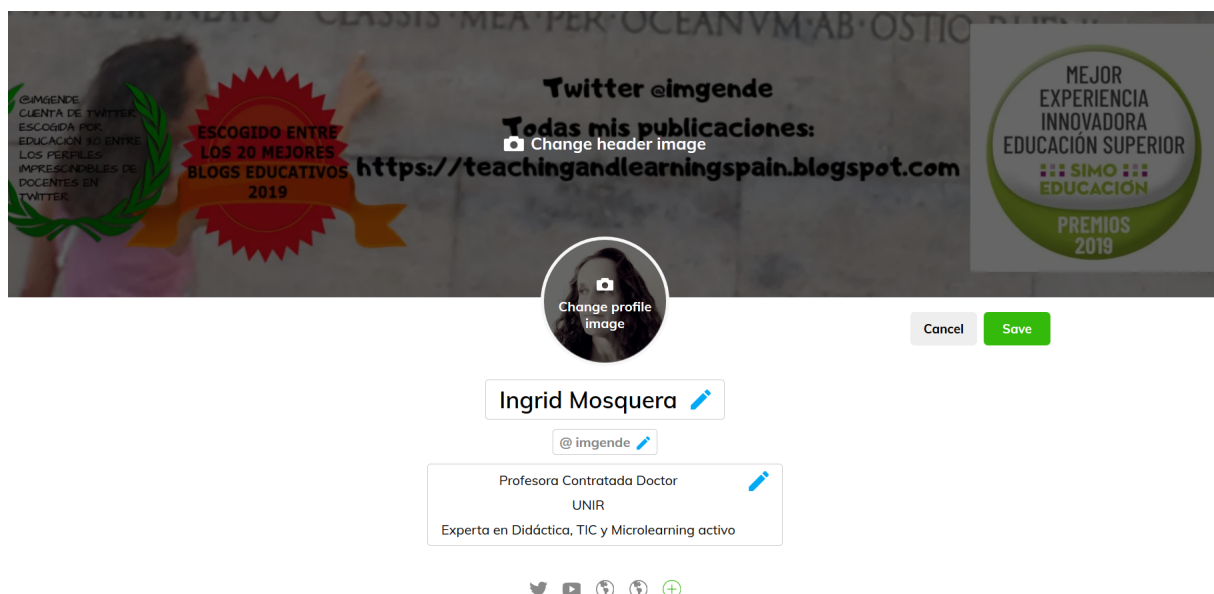 CLASSIS·MEA·PER·OCEANVM·AB·OSTIO
@IMGENDE
CUENTA DE TWITTER
ESCOGIDA POR
EDUCACIÓN 3.0 ENTRE
LOS PERFILES
IMPRESCINDIBLES DE
DOCENTES EN
TWITTER
ESCOGIDO ENTRE
LOS 20 MEJORES
BLOGS EDUCATIVOS
2019
Twitter @imgende
Todas mis publicaciones:
Change header image
https://teachingandlearningspain.blogspot.com
MEJOR
EXPERIENCIA
INNOVADORA
EDUCACIÓN SUPERIOR
SIMO
EDUCACIÓN
PREMIOS
2019
Change profile
image
Cancel
Save
Ingrid Mosquera
@ imgende
Profesora Contratada Doctor
UNIR
Experta en Didáctica, TIC y Microlearning activo